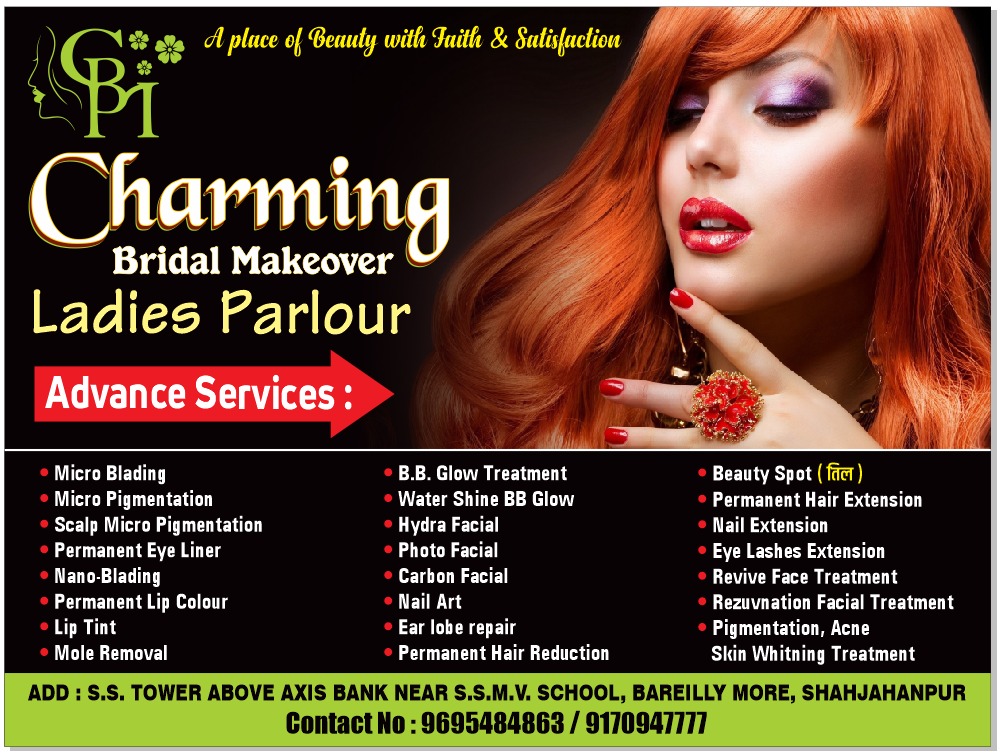 CBM
A place of Beauty with Faith & Satisfaction
Charming
Bridal Makeover
Ladies Parlour
Advance Services :
• Micro Blading
• Micro Pigmentation
• Scalp Micro Pigmentation
• Permanent Eye Liner
• Nano-Blading
• Permanent Lip Colour
• Lip Tint
• Mole Removal
• B.B. Glow Treatment
• Water Shine BB Glow
• Hydra Facial
• Photo Facial
• Carbon Facial
• Nail Art
• Ear lobe repair
• Permanent Hair Reduction
• Beauty Spot ( तिल )
• Permanent Hair Extension
• Nail Extension
• Eye Lashes Extension
• Revive Face Treatment
• Rezuvnation Facial Treatment
• Pigmentation, Acne
Skin Whitning Treatment
ADD : S.S. TOWER ABOVE AXIS BANK NEAR S.S.M.V. SCHOOL, BAREILLY MORE, SHAHJAHANPUR
Contact No : 9695484863 / 9170947777